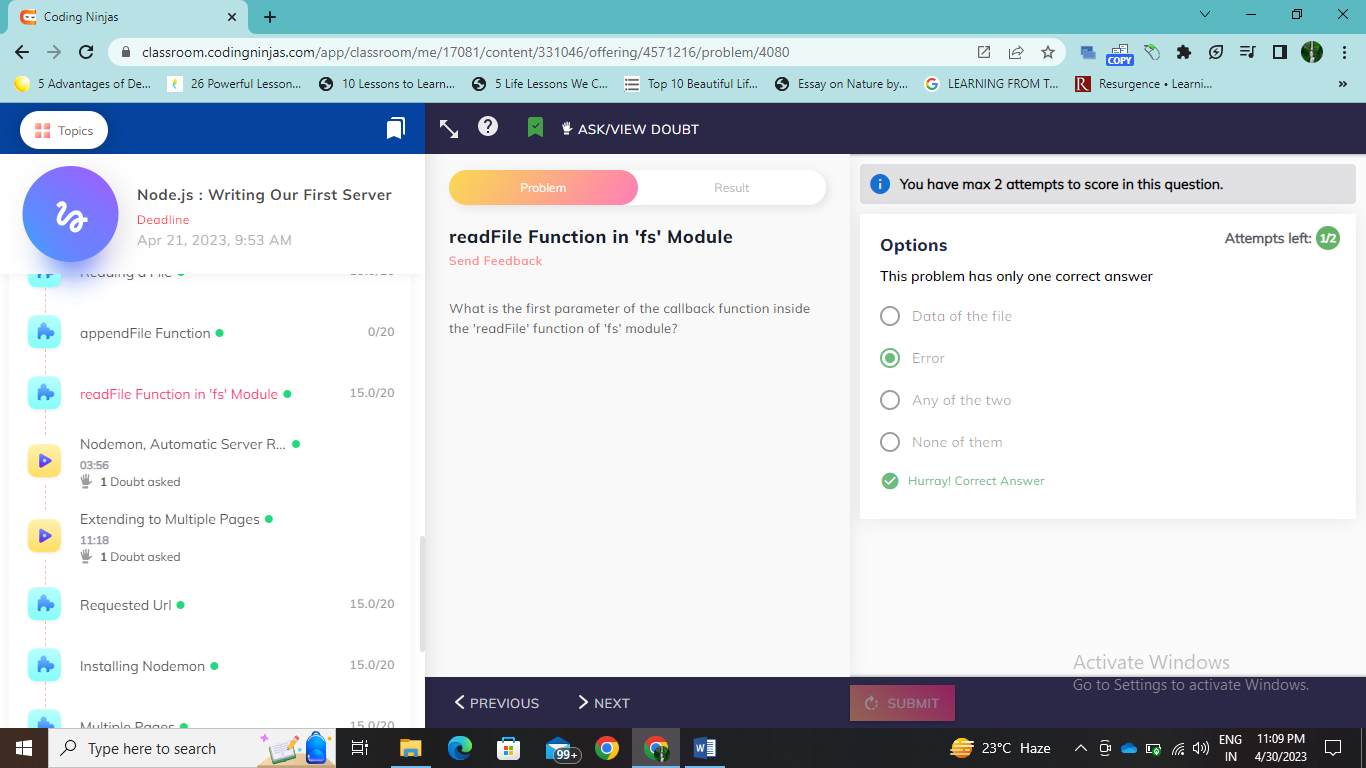 Coding Ninjas
classroom.codingninjas.com/app/classroom/me/17081/content/331046/offering/4571216/problem/4080
COPY
5 Advantages of De...
26 Powerful Lesson...
10 Lessons to Learn...
5 Life Lessons We C...
Top 10 Beautiful Lif...
Essay on Nature by...
LEARNING FROM T...
Resurgence • Learni...
Topics
ASK/VIEW DOUBT
Node.js : Writing Our First Server
Deadline
Apr 21, 2023, 9:53 AM
Reading a File
appendFile Function 0/20
readFile Function in 'fs' Module 15.0/20
Nodemon, Automatic Server R...
03:56
1 Doubt asked
Extending to Multiple Pages
11:18
1 Doubt asked
Requested Url 15.0/20
Installing Nodemon 15.0/20
Multiple Pages 15.0/20
Problem
Result
readFile Function in 'fs' Module
Send Feedback
What is the first parameter of the callback function inside
the 'readFile' function of 'fs' module?
You have max 2 attempts to score in this question.
Options
Attempts left: 1/2
This problem has only one correct answer
Data of the file
Error
Any of the two
None of them
Hurray! Correct Answer
Activate Windows
Go to Settings to activate Windows.
PREVIOUS
NEXT
SUBMIT
Type here to search
99+
23°C Haze
ENG
IN
11:09 PM
4/30/2023